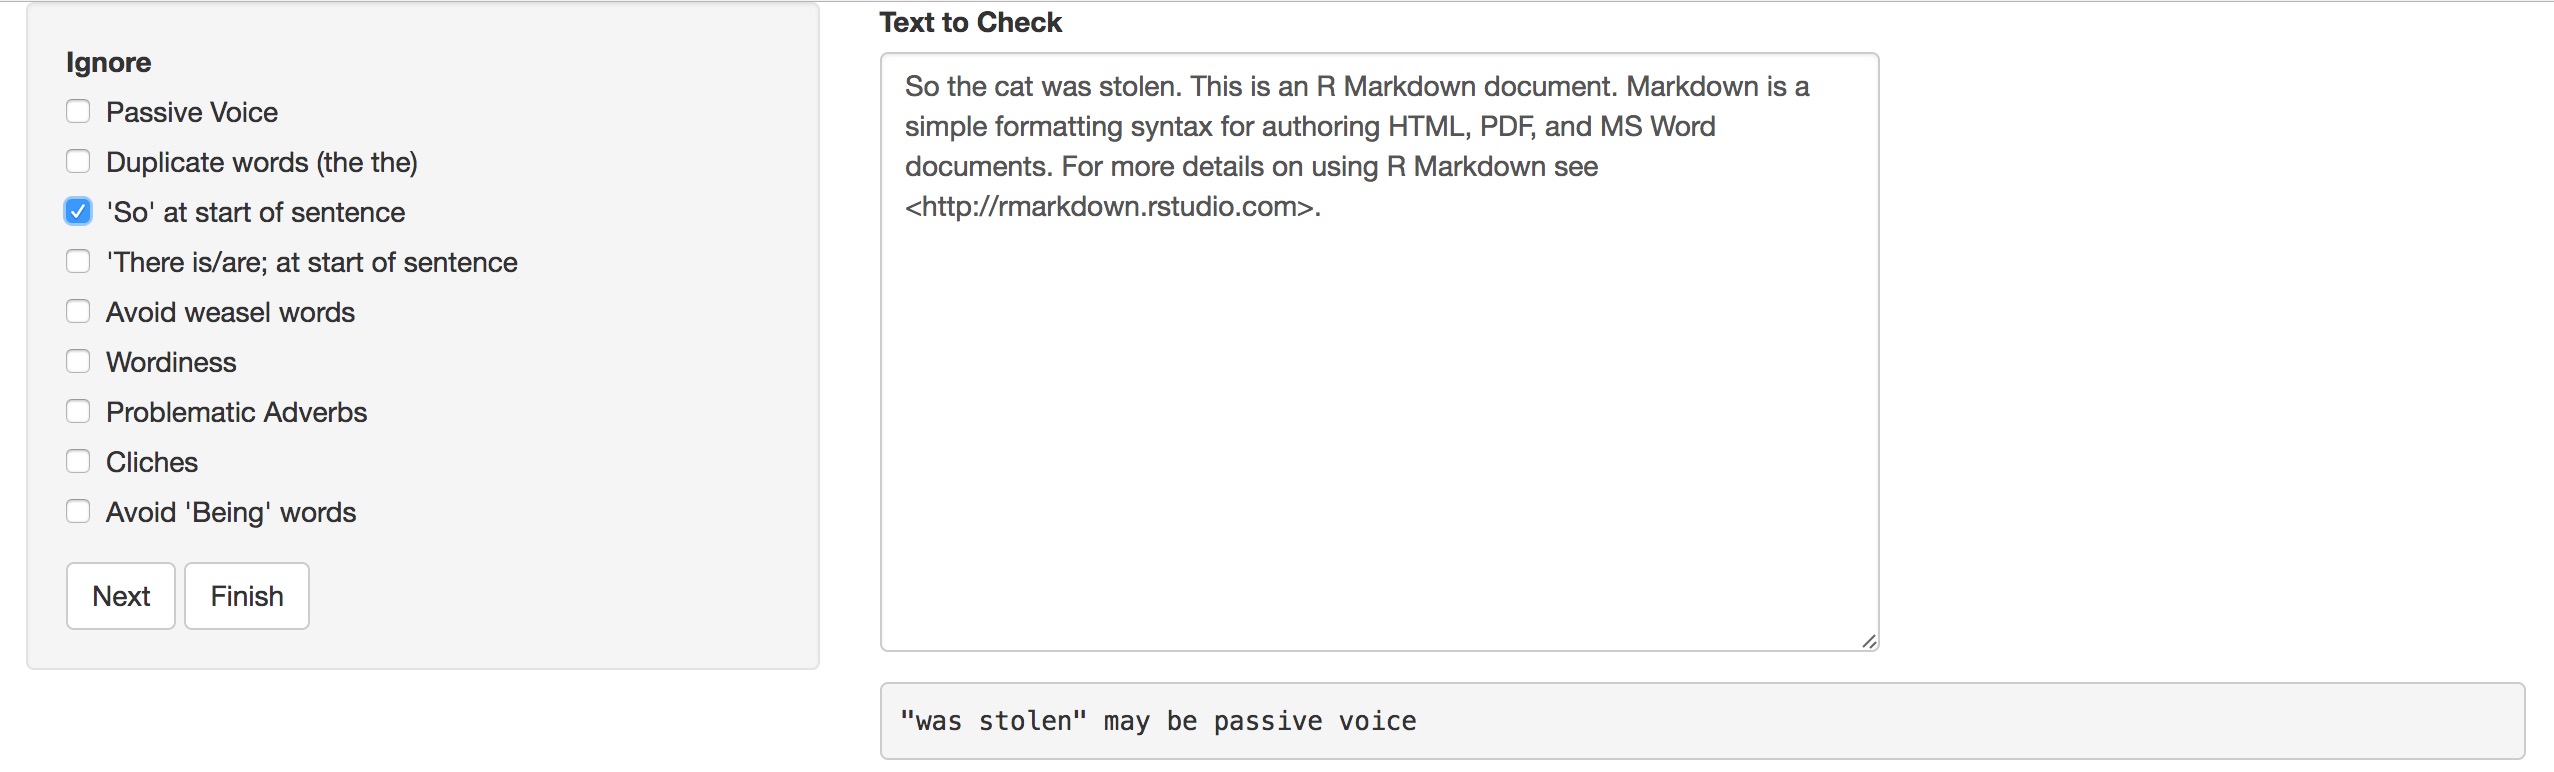 Ignore
Passive Voice
Duplicate words (the the)
'So' at start of sentence
'There is/are; at start of sentence
Avoid weasel words
Wordiness
Problematic Adverbs
Cliches
Avoid 'Being' words
Next Finish
Text to Check
So the cat was stolen. This is an R Markdown document. Markdown is a
simple formatting syntax for authoring HTML, PDF, and MS Word
documents. For more details on using R Markdown see
<http://rmarkdown.rstudio.com>.
"was stolen" may be passive voice